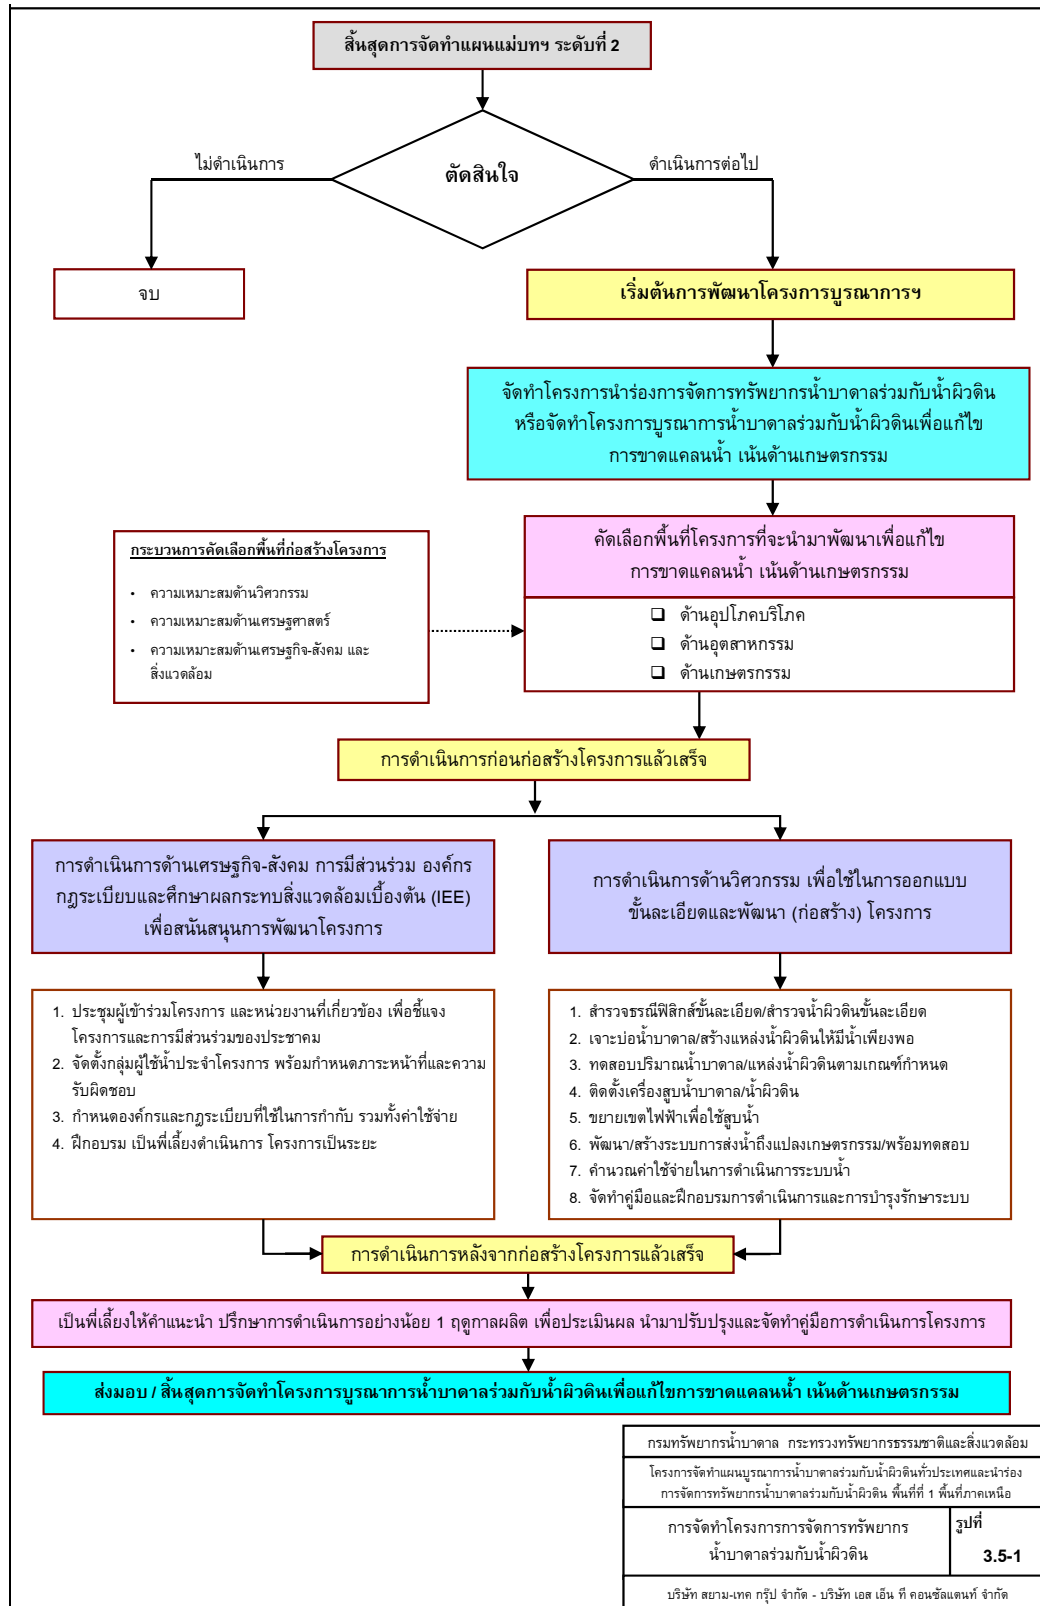 สิ้นสุดการจัดทำแผนแม่บทฯ ระดับที่ 2
ไม่ดำเนินการ
ตัดสินใจ
ดำเนินการต่อไป
จบ
เริ่มต้นการพัฒนาโครงการบูรณาการฯ
จัดทำโครงการนำร่องการจัดการทรัพยากรน้ำบาดาลร่วมกับน้ำผิวดิน
หรือจัดทำโครงการบูรณาการน้ำบาดาลร่วมกับน้ำผิวดินเพื่อแก้ไข
การขาดแคลนน้ำ เน้นด้านเกษตรกรรม
กระบวนการคัดเลือกพื้นที่ก่อสร้างโครงการ
• ความเหมาะสมด้านวิศวกรรม
• ความเหมาะสมด้านเศรษฐศาสตร์
• ความเหมาะสมด้านเศรษฐกิจ-สังคม และ
สิ่งแวดล้อม
คัดเลือกพื้นที่โครงการที่จะนำมาพัฒนาเพื่อแก้ไข
การขาดแคลนน้ำ เน้นด้านเกษตรกรรม
❑ ด้านอุปโภคบริโภค
❑ ด้านอุตสาหกรรม
❑ ด้านเกษตรกรรม
การดำเนินการก่อนก่อสร้างโครงการแล้วเสร็จ
การดำเนินการด้านเศรษฐกิจ-สังคม การมีส่วนร่วม องค์กร
กฎระเบียบและศึกษาผลกระทบสิ่งแวดล้อมเบื้องต้น (IEE)
เพื่อสนันสนุนการพัฒนาโครงการ
การดำเนินการด้านวิศวกรรม เพื่อใช้ในการออกแบบ
ขั้นละเอียดและพัฒนา (ก่อสร้าง) โครงการ
1. ประชุมผู้เข้าร่วมโครงการ และหน่วยงานที่เกี่ยวข้อง เพื่อชี้แจง
โครงการและการมีส่วนร่วมของประชาคม
2. จัดตั้งกลุ่มผู้ใช้น้ำประจำโครงการ พร้อมกำหนดภาระหน้าที่และความ
รับผิดชอบ
3. กำหนดองค์กรและกฎระเบียบที่ใช้ในการกำกับ รวมทั้งค่าใช้จ่าย
4. ฝึกอบรม เป็นพี่เลี้ยงดำเนินการ โครงการเป็นระยะ
1. สำรวจธรณีฟิสิกส์ขั้นละเอียด/สำรวจน้ำผิวดินขั้นละเอียด
2. เจาะบ่อน้ำบาดาล/สร้างแหล่งน้ำผิวดินให้มีน้ำเพียงพอ
3. ทดสอบปริมาณน้ำบาดาล/แหล่งน้ำผิวดินตามเกณฑ์กำหนด
4. ติดตั้งเครื่องสูบน้ำบาดาล/น้ำผิวดิน
5. ขยายเขตไฟฟ้าเพื่อใช้สูบน้ำ
6. พัฒนา/สร้างระบบการส่งน้ำถึงแปลงเกษตรกรรม/พร้อมทดสอบ
7. คำนวณค่าใช้จ่ายในการดำเนินการระบบน้ำ
8. จัดทำคู่มือและฝึกอบรมการดำเนินการและการบำรุงรักษาระบบ
การดำเนินการหลังจากก่อสร้างโครงการแล้วเสร็จ
เป็นพี่เลี้ยงให้คำแนะนำ ปรึกษาการดำเนินการอย่างน้อย 1 ฤดูกาลผลิต เพื่อประเมินผล นำมาปรับปรุงและจัดทำคู่มือการดำเนินการโครงการ
ส่งมอบ / สิ้นสุดการจัดทำโครงการบูรณาการน้ำบาดาลร่วมกับน้ำผิวดินเพื่อแก้ไขการขาดแคลนน้ำ เน้นด้านเกษตรกรรม
กรมทรัพยากรน้ำบาดาล กระทรวงทรัพยากรธรรมชาติและสิ่งแวดล้อม
โครงการจัดทำแผนบูรณาการน้ำบาดาลร่วมกับน้ำผิวดินทั่วประเทศและนำร่อง
การจัดการทรัพยากรน้ำบาดาลร่วมกับน้ำผิวดิน พื้นที่ที่ 1 พื้นที่ภาคเหนือ
การจัดทำโครงการการจัดการทรัพยากร
น้ำบาดาลร่วมกับน้ำผิวดิน
รูปที่
3.5-1
บริษัท สยาม-เทค กรุ๊ป จำกัด - บริษัท เอส เอ็น ที คอนซัลแตนท์ จำกัด